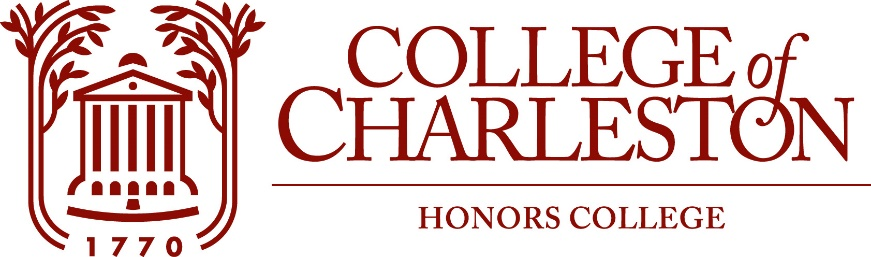 COLLEGE of
CHARLESTON
HONORS COLLEGE
1770